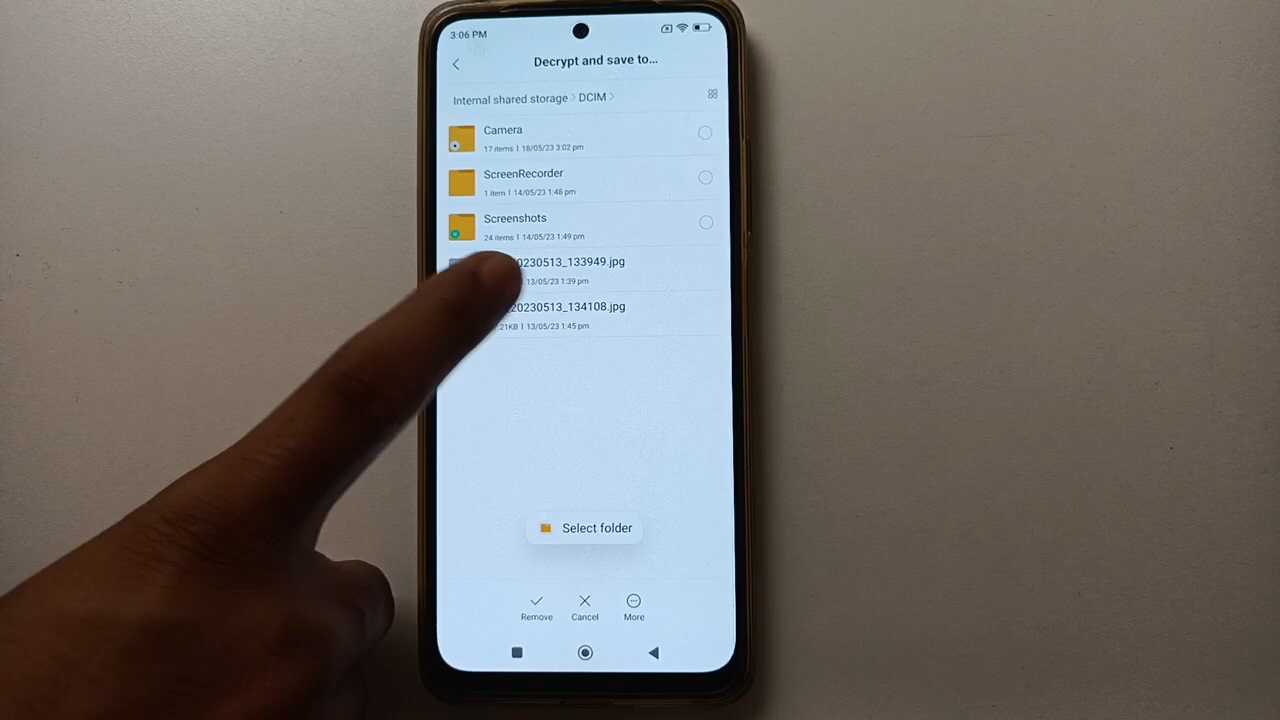 3:06 PM
Decrypt and save to...
Internal shared storage > DCIM >
Camera
17 items | 18/05/23 3:02 pm
ScreenRecorder
1 item | 14/05/23 1:48 pm
Screenshots
24 items | 14/05/23 1:49 pm
20230513_133949.jpg
| 13/05/23 1:39 pm
_20230513_134108.jpg
21KB | 13/05/23 1:45 pm
Select folder
Remove Cancel More